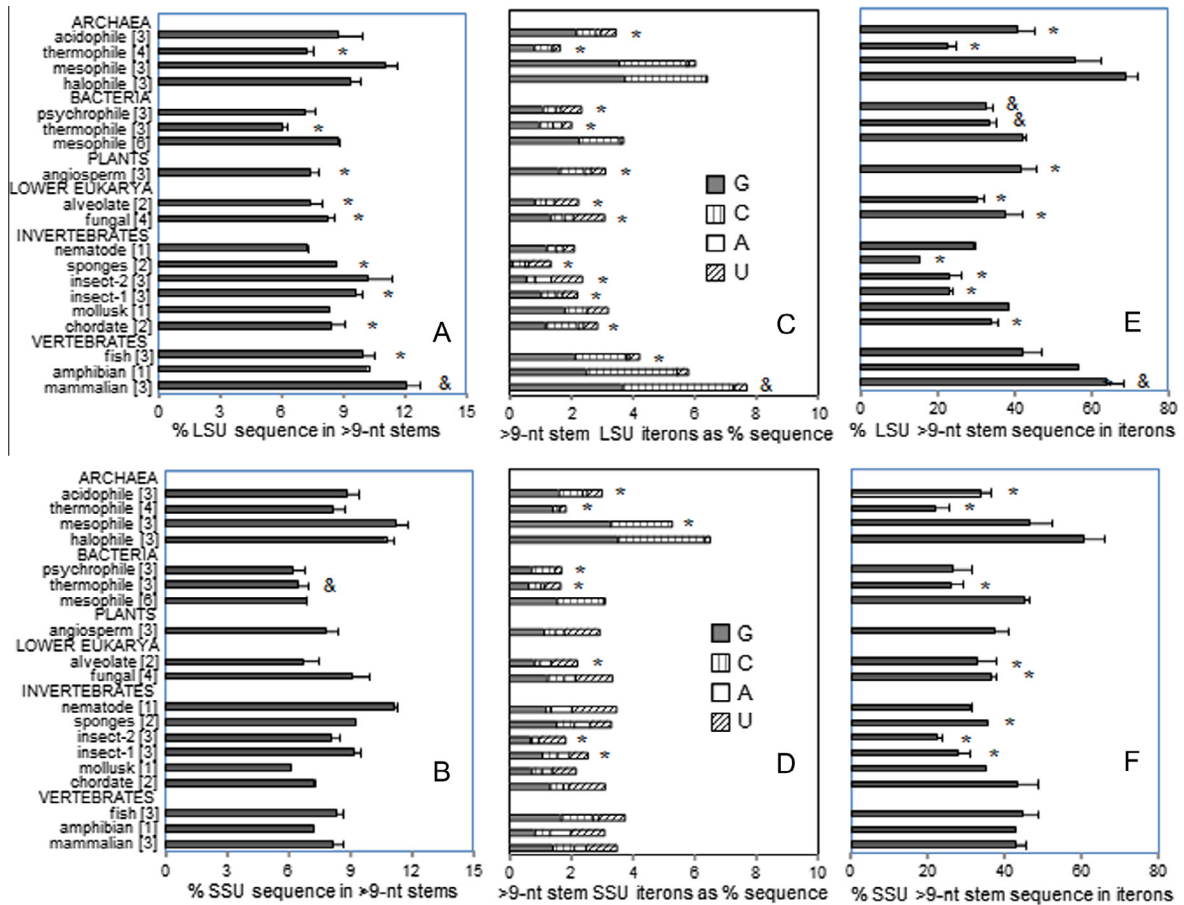 ARCHAEA
acidophile [3]
thermophile [4]
mesophile [3]
halophile [3]
BACTERIA
psychrophile [3]
thermophile [3]
mesophile [6]
PLANTS
angiosperm [3]
LOWER EUKARYA
alveolate [2]
fungal [4]
INVERTEBRATES
nematode [1]
sponges [2]
insect-2 [3]
insect-1 [3]
mollusk [1]
chordate [2]
VERTEBRATES
fish [3]
amphibian [1]
mammalian [3]
* * * * * * * * * &
A
0 3 6 9 12 15
% LSU sequence in >9-nt stems
* * * * * * * * * * * * &
G
C
A
U
C
0 2 4 6 8 10
>9-nt stem LSU iterons as % sequence
* * & & * * * * * * * &
E
0 20 40 60 80
% LSU >9-nt stem sequence in iterons
ARCHAEA
acidophile [3]
thermophile [4]
mesophile [3]
halophile [3]
BACTERIA
psychrophile [3]
thermophile [3]
mesophile [6]
PLANTS
angiosperm [3]
LOWER EUKARYA
alveolate [2]
fungal [4]
INVERTEBRATES
nematode [1]
sponges [2]
insect-2 [3]
insect-1 [3]
mollusk [1]
chordate [2]
VERTEBRATES
fish [3]
amphibian [1]
mammalian [3]
&
B
0 3 6 9 12 15
% SSU sequence in >9-nt stems
* * * * * * * *
G
C
A
U
D
0 2 4 6 8 10
>9-nt stem SSU iterons as % sequence
* * * * * * * *
F
0 20 40 60 80
% SSU >9-nt stem sequence in iterons